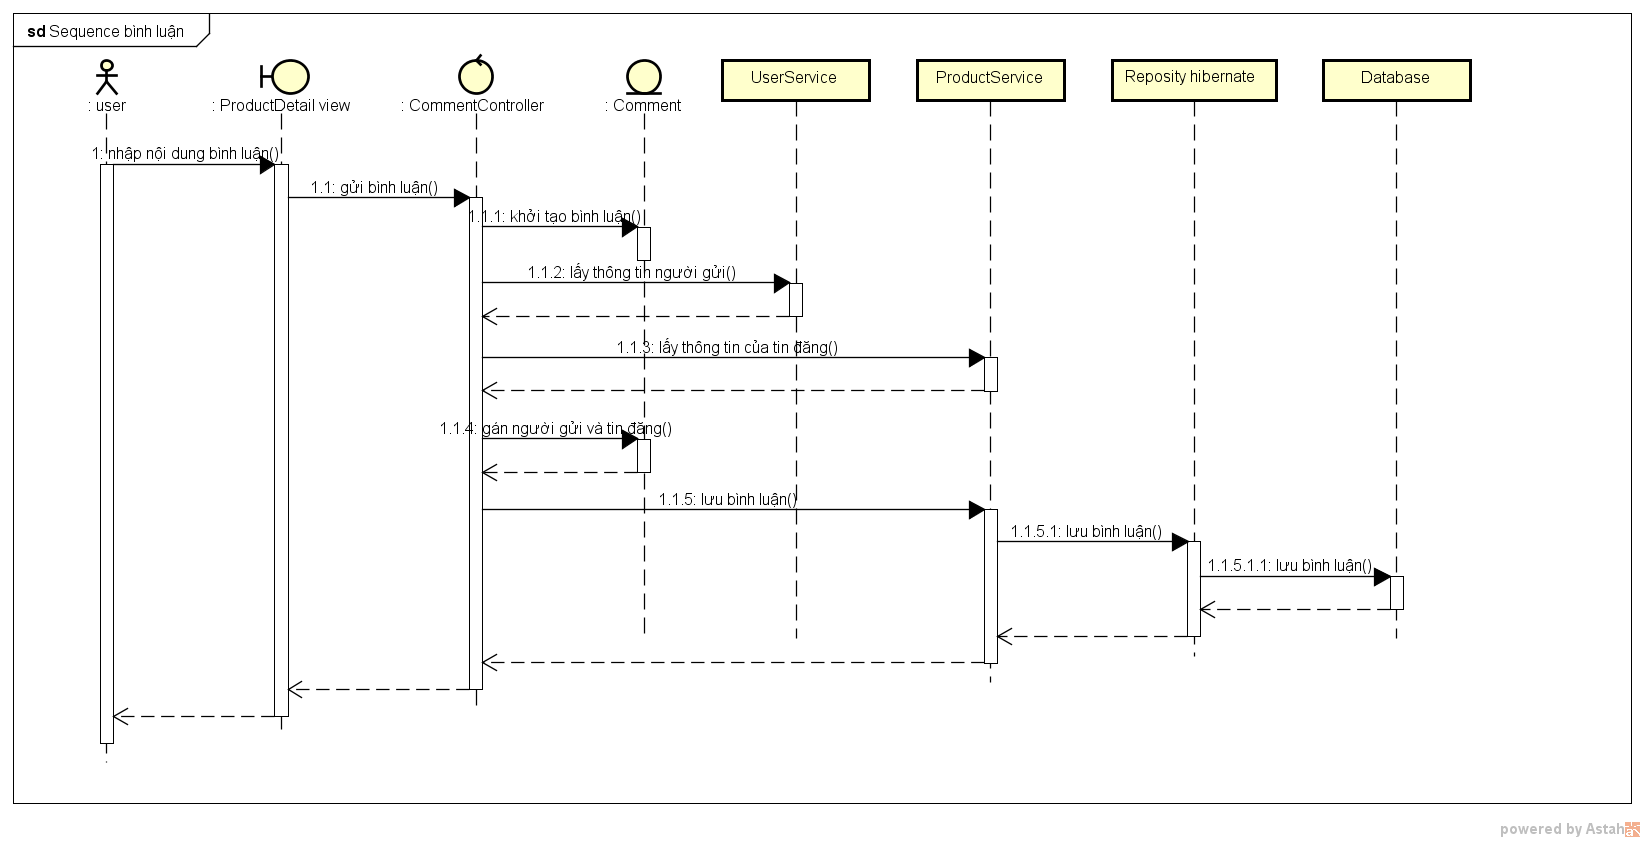 sd Sequence bình luận
: user
: ProductDetail view
: CommentController
: Comment
UserService
ProductService
Reposity hibernate
Database
1: nhập nội dung bình luận()
1.1: gửi bình luận()
1.1.1: khởi tạo bình luận()
1.1.2: lấy thông tin người gửi()
1.1.3: lấy thông tin của tin đăng()
1.1.4: gán người gửi và tin đăng()
1.1.5: lưu bình luận()
1.1.5.1: lưu bình luận()
1.1.5.1.1: lưu bình luận()
powered by Astah